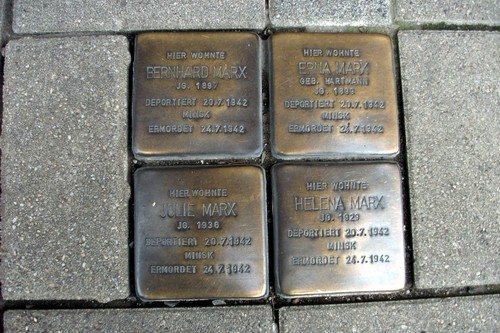 HIER WOHNTE
BERNHARD MARX
JG. 1897
DEPORTIERT 20.7.1942
MINSK
ERMORDET 24.7.1942
HIER WOHNTE
ERNA MARX
GEB. HARTMANN
JG. 1899
DEPORTIERT 20.7.1942
MINSK
ERMORDET 24.7.1942
HIER WOHNTE
JULIE MARX
JG. 1936
DEPORTIERT 20.7.1942
MINSK
ERMORDET 24.7.1942
HIER WOHNTE
HELENA MARX
JG. 1929
DEPORTIERT 20.7.1942
MINSK
ERMORDET 24.7.1942